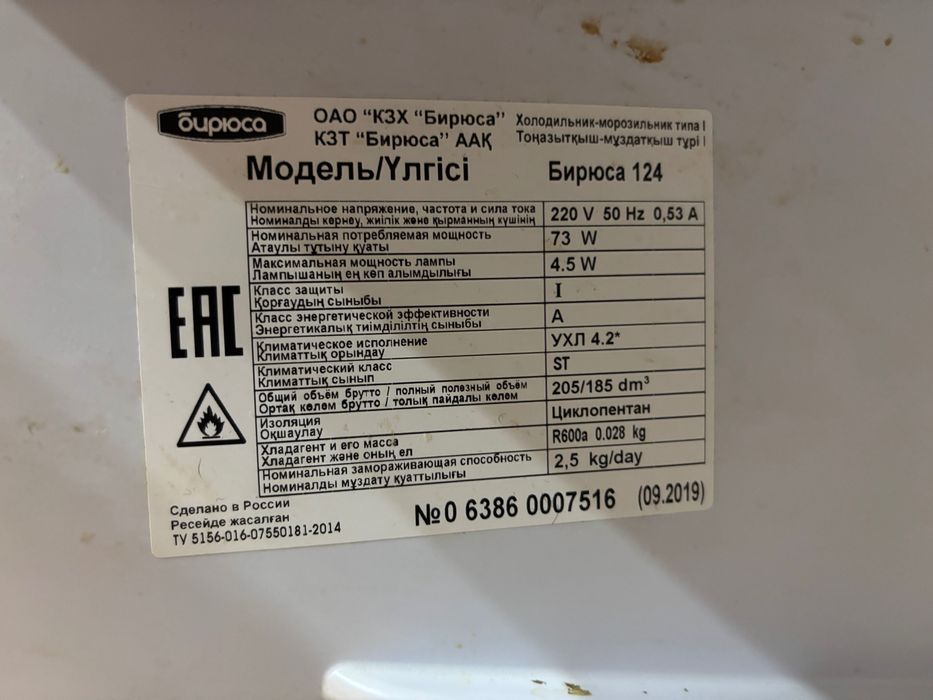 бирюса
ОАО "КЗХ "Бирюса"
КЗТ "Бирюса" ААҚ
Холодильник-морозильник типа I
Тоңазытқыш-мұздатқыш түрі I
Модель/Үлгісі Бирюса 124
Номинальное напряжение, частота и сила тока
Номиналды кернеу, жиілік және қырманның күшінің
220 V 50 Hz 0,53 A
Номинальная потребляемая мощность
Атаулы тұтыну қуаты
73 W
Максимальная мощность лампы
Лампышаның ең көп алымдылығы
4.5 W
Класс защиты
Қорғаудың сыныбы
I
Класс энергетической эффективности
Энергетикалық тиімділілтің сыныбы
A
Климатическое исполнение
Климаттық орындау
УХЛ 4.2*
Климатический класс
Климаттық сынып
ST
Общий объём брутто / полный полезный объём
Ортақ көлем брутто / толық пайдалы көлем
205/185 dm³
Изоляция
Оқшаулау
Циклопентан
Хладагент и его масса
Хладагент және оның ел
R600a 0.028 kg
Номинальная замораживающая способность
Номиналды мұздату қуаттылығы
2,5 kg/day
EAC
Сделано в России
Ресейде жасалған
ТУ 5156-016-07550181-2014
№0 6386 0007516 (09.2019)